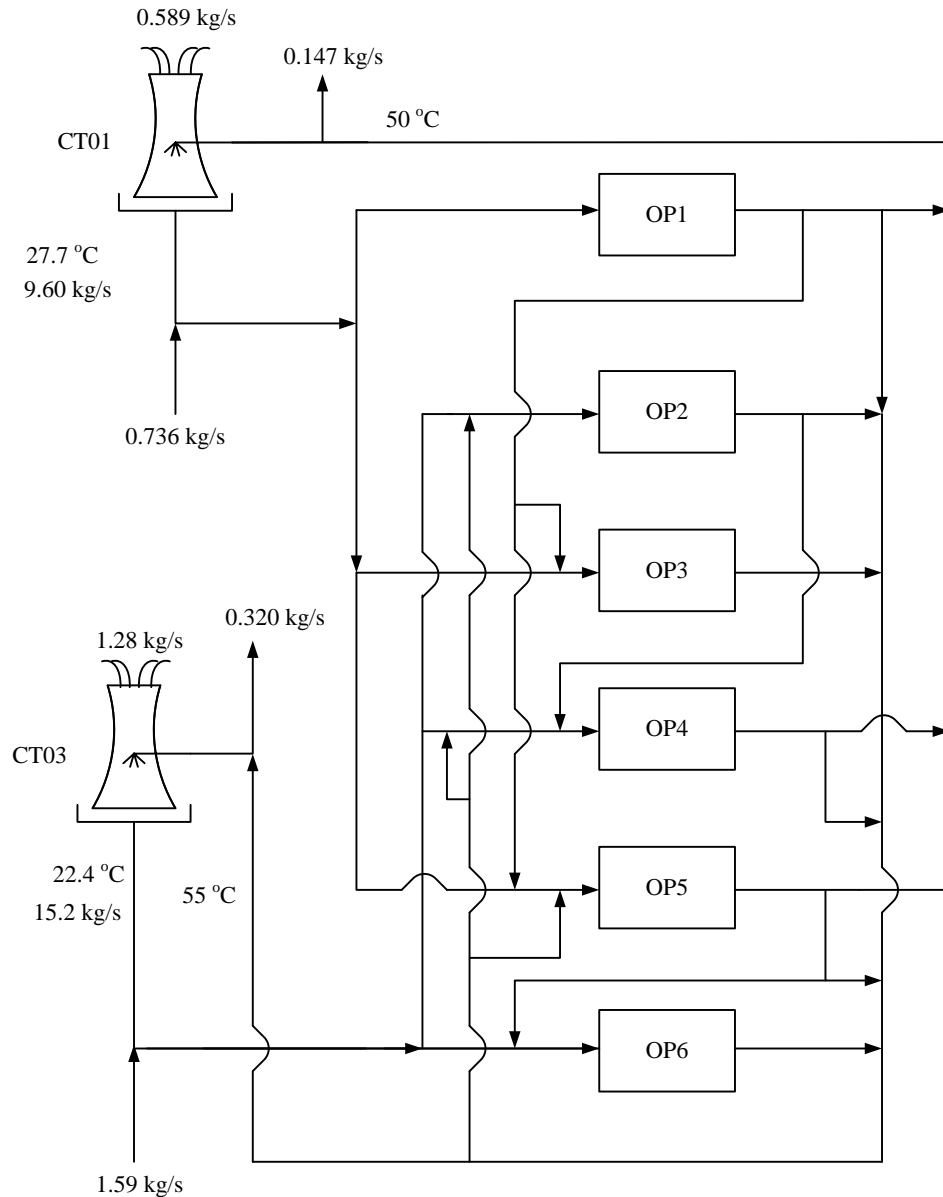 0.589 kg/s
0.147 kg/s
50 °C
CT01
OP1
27.7 °C
9.60 kg/s
0.736 kg/s
OP2
OP3
0.320 kg/s
1.28 kg/s
CT03
OP4
22.4 °C
15.2 kg/s
55 °C
OP5
OP6
1.59 kg/s